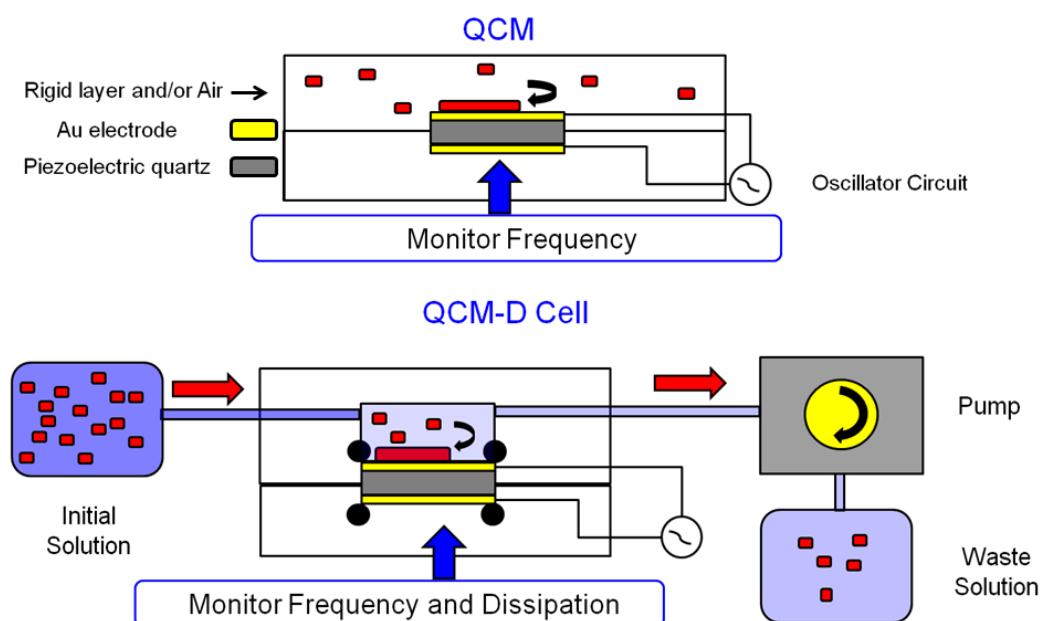 QCM
Rigid layer and/or Air
Au electrode
Piezoelectric quartz
Oscillator Circuit
Monitor Frequency
QCM-D Cell
Pump
Initial
Solution
Waste
Solution
Monitor Frequency and Dissipation